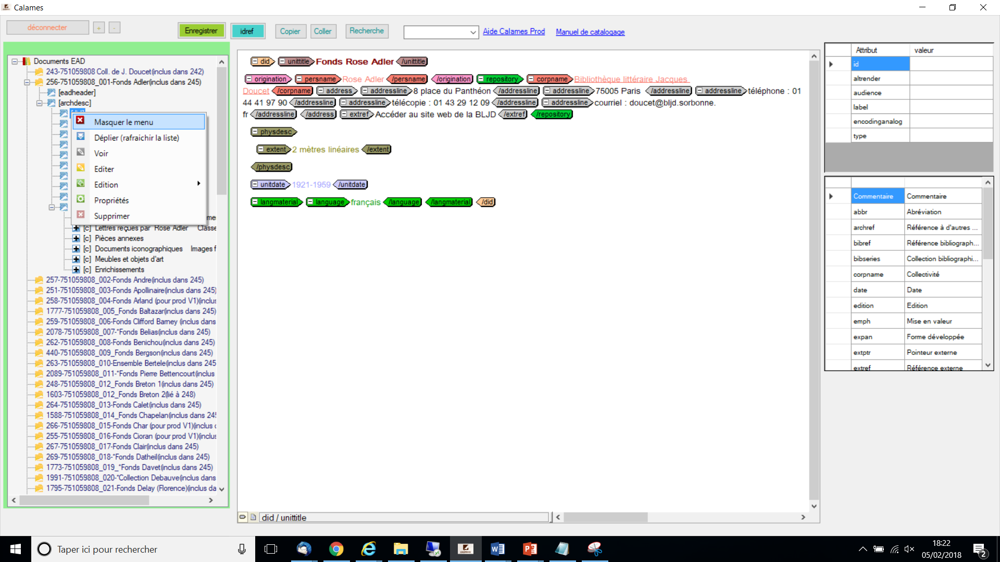 Calames
déconnecter
+
-
Enregistrer
idref
Copier
Coller
Recherche
Aide Calames Prod
Manuel de catalogage
Documents EAD
243-751059808 Coll. de J. Doucet(inclus dans 242)
256-751059808_001-Fonds Adler(inclus dans 245)
[eadheader]
[archdesc]
Masquer le menu
Déplier (rafraichir la liste)
Voir
Editer
Edition
Propriétés
Supprimer
[c] Lettres reçues par Rose Adler Classe
[c] Pièces annexes
[c] Documents iconographiques Images f
[c] Meubles et objets d'art
[c] Enrichissements
257-751059808_002-Fonds Andre(inclus dans 245)
251-751059808_003-Fonds Apollinaire(inclus dans 245)
258-751059808_004-Fonds Arland (pour prod V1)(inclus
1777-751059808_005_Fonds Baltazar(inclus dans 245)
259-751059808_006-Fonds Clifford Barney (inclus dans
2078-751059808_007-*Fonds Belias(inclus dans 245)
262-751059808_008-Fonds Benichou(inclus dans 245)
440-751059808_009_Fonds Bergson(inclus dans 245)
263-751059808_010-Ensemble Bertele(inclus dans 245
2089-751059808_011-*Fonds Pierre Bettencourt(inclus
248-751059808_012_Fonds Breton 1(inclus dans 245)
1603-751059808_012_Fonds Breton 2(lié à 248)
264-751059808_013-Fonds Calet(inclus dans 245)
1588-751059808_014_Fonds Chapelan(inclus dans 245
266-751059808_015-Fonds Char (pour prod V1)(inclus
255-751059808_016-Fonds Cioran (pour prod V1)(inclus
267-751059808_017-Fonds Clair(inclus dans 245)
269-751059808_018-*Fonds Datheil(inclus dans 245)
1773-751059808_019_*Fonds Davet(inclus dans 245)
1991-751059808_020-*Collection Debauve(inclus dans
1795-751059808_021-Fonds Delay (Florence)(inclus da
did unittitle Fonds Rose Adler /unittitle
origination persname Rose Adler /persname /origination repository corpname Bibliothèque littéraire Jacques
Doucet /corpname address addressline 8 place du Panthéon /addressline addressline 75005 Paris /addressline addressline téléphone : 01
44 41 97 90 /addressline addressline télécopie : 01 43 29 12 09 /addressline addressline courriel : doucet@bljd.sorbonne.
fr /addressline /address extref Accéder au site web de la BLJD /extref /repository
physdesc
extent 2 mètres linéaires /extent
/physdesc
unitdate 1921-1959 /unitdate
langmaterial language français /language /langmaterial /did
did / unittitle
Attribut valeur
id
altrender
audience
label
encodinganalog
type
Commentaire Commentaire
abbr Abréviation
archref Référence à d'autres ...
bibref Référence bibliograph...
bibseries Collection bibliographi...
corpname Collectivité
date Date
edition Edition
emph Mise en valeur
expan Forme développée
extptr Pointeur externe
extref Référence externe
Taper ici pour rechercher
18:22
05/02/2018
2